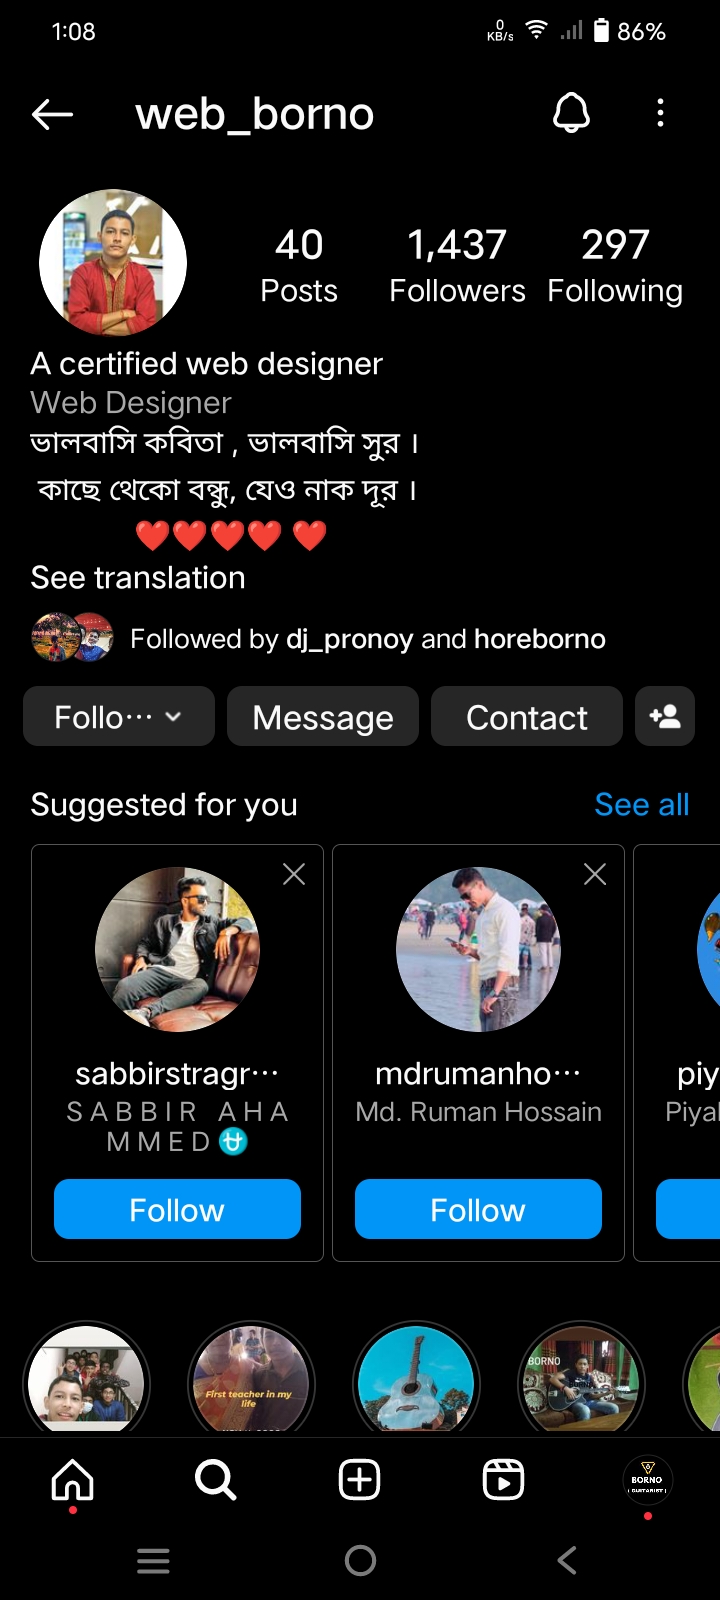 1:08
0
KB/s
86%
web_borno
40
1,437
297
Posts
Followers
Following
A certified web designer
Web Designer
ভালবাসি কবিতা , ভালবাসি সুর ।
কাছে থেকো বন্ধু, যেও নাক দূর ।
❤️❤️❤️❤️ ❤️
See translation
Followed by dj_pronoy and horeborno
Follo···
Message
Contact
Suggested for you
See all
sabbirstragr···
mdrumanho···
piy
S A B B I R   A H A
M M E D ⛎
Md. Ruman Hossain
Piyal
Follow
Follow
First teacher in my
life
BORNO
BORNO